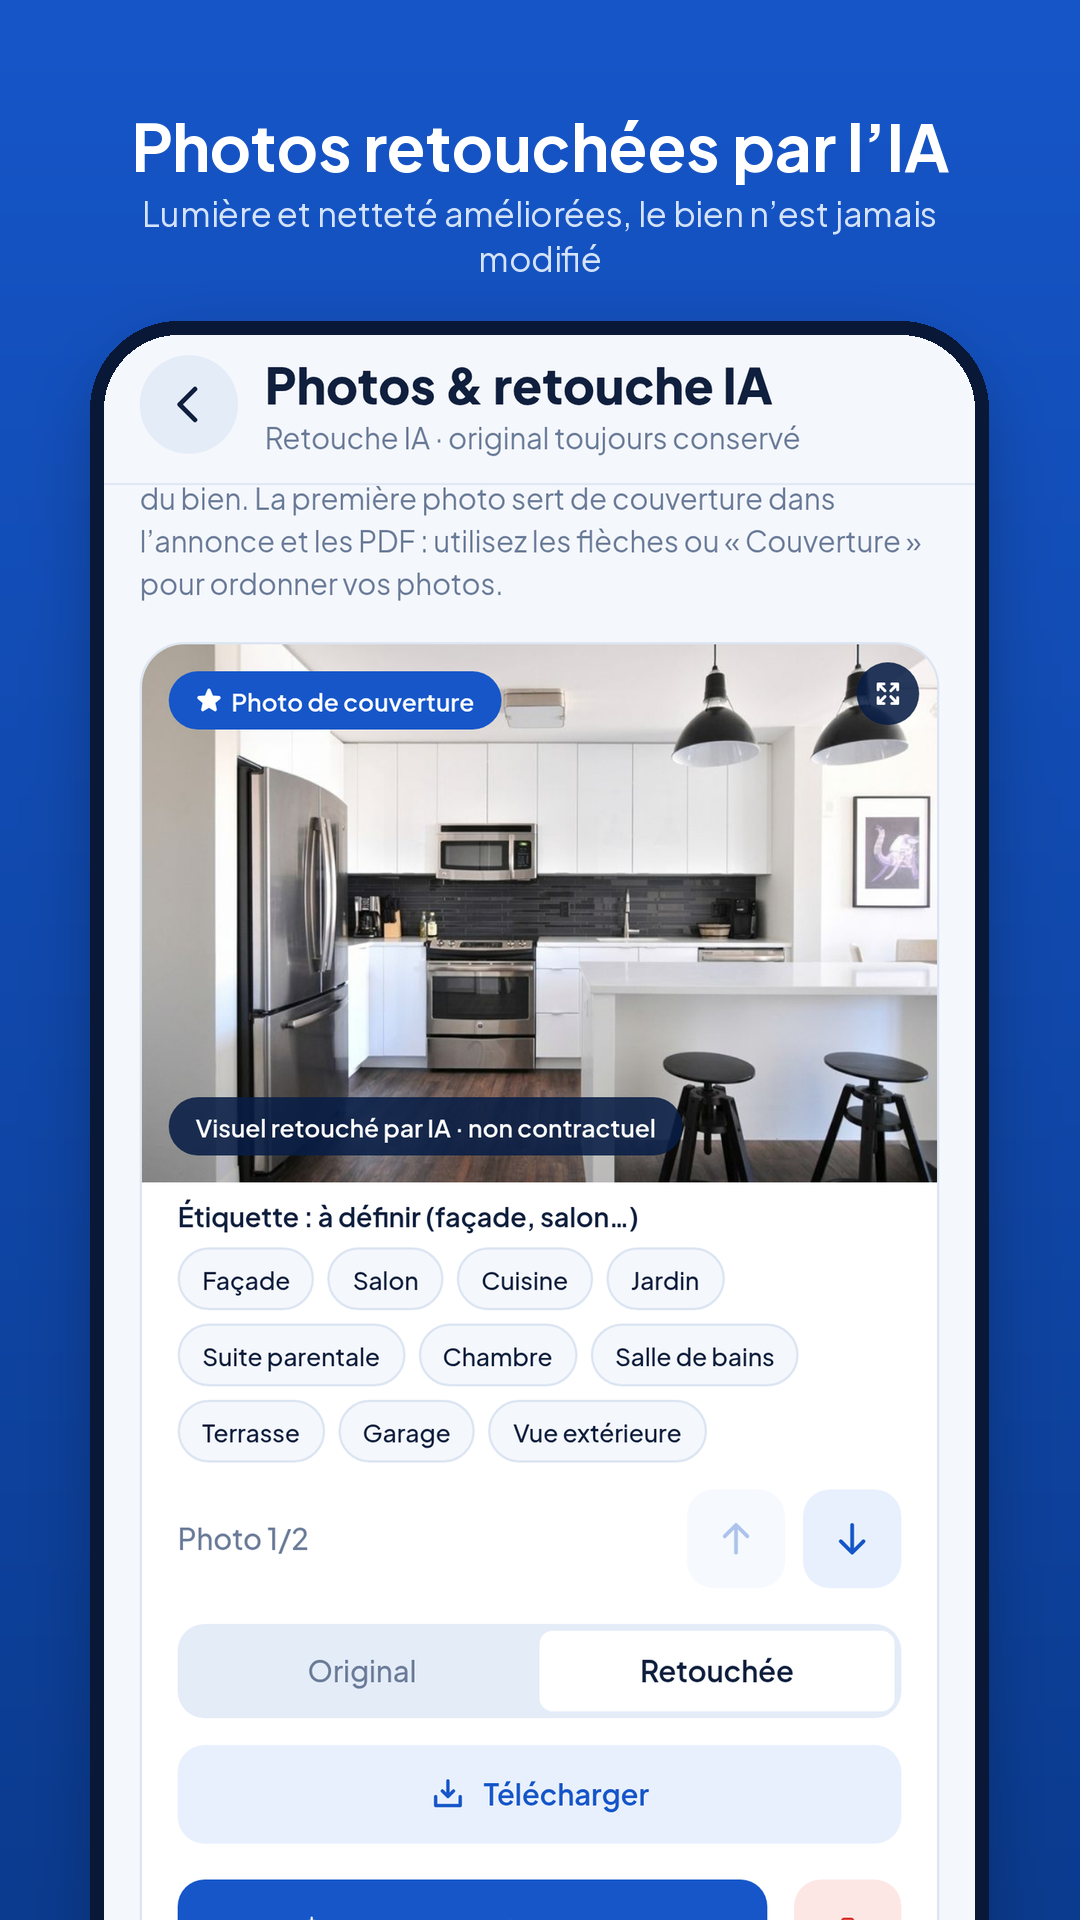 Photos retouchées par l’IA
Lumière et netteté améliorées, le bien n’est jamais
modifié
Photos & retouche IA
Retouche IA · original toujours conservé
du bien. La première photo sert de couverture dans
l’annonce et les PDF : utilisez les flèches ou « Couverture »
pour ordonner vos photos.
Photo de couverture
Visuel retouché par IA · non contractuel
Étiquette : à définir (façade, salon…)
Façade
Salon
Cuisine
Jardin
Suite parentale
Chambre
Salle de bains
Terrasse
Garage
Vue extérieure
Photo 1/2
Original
Retouchée
Télécharger